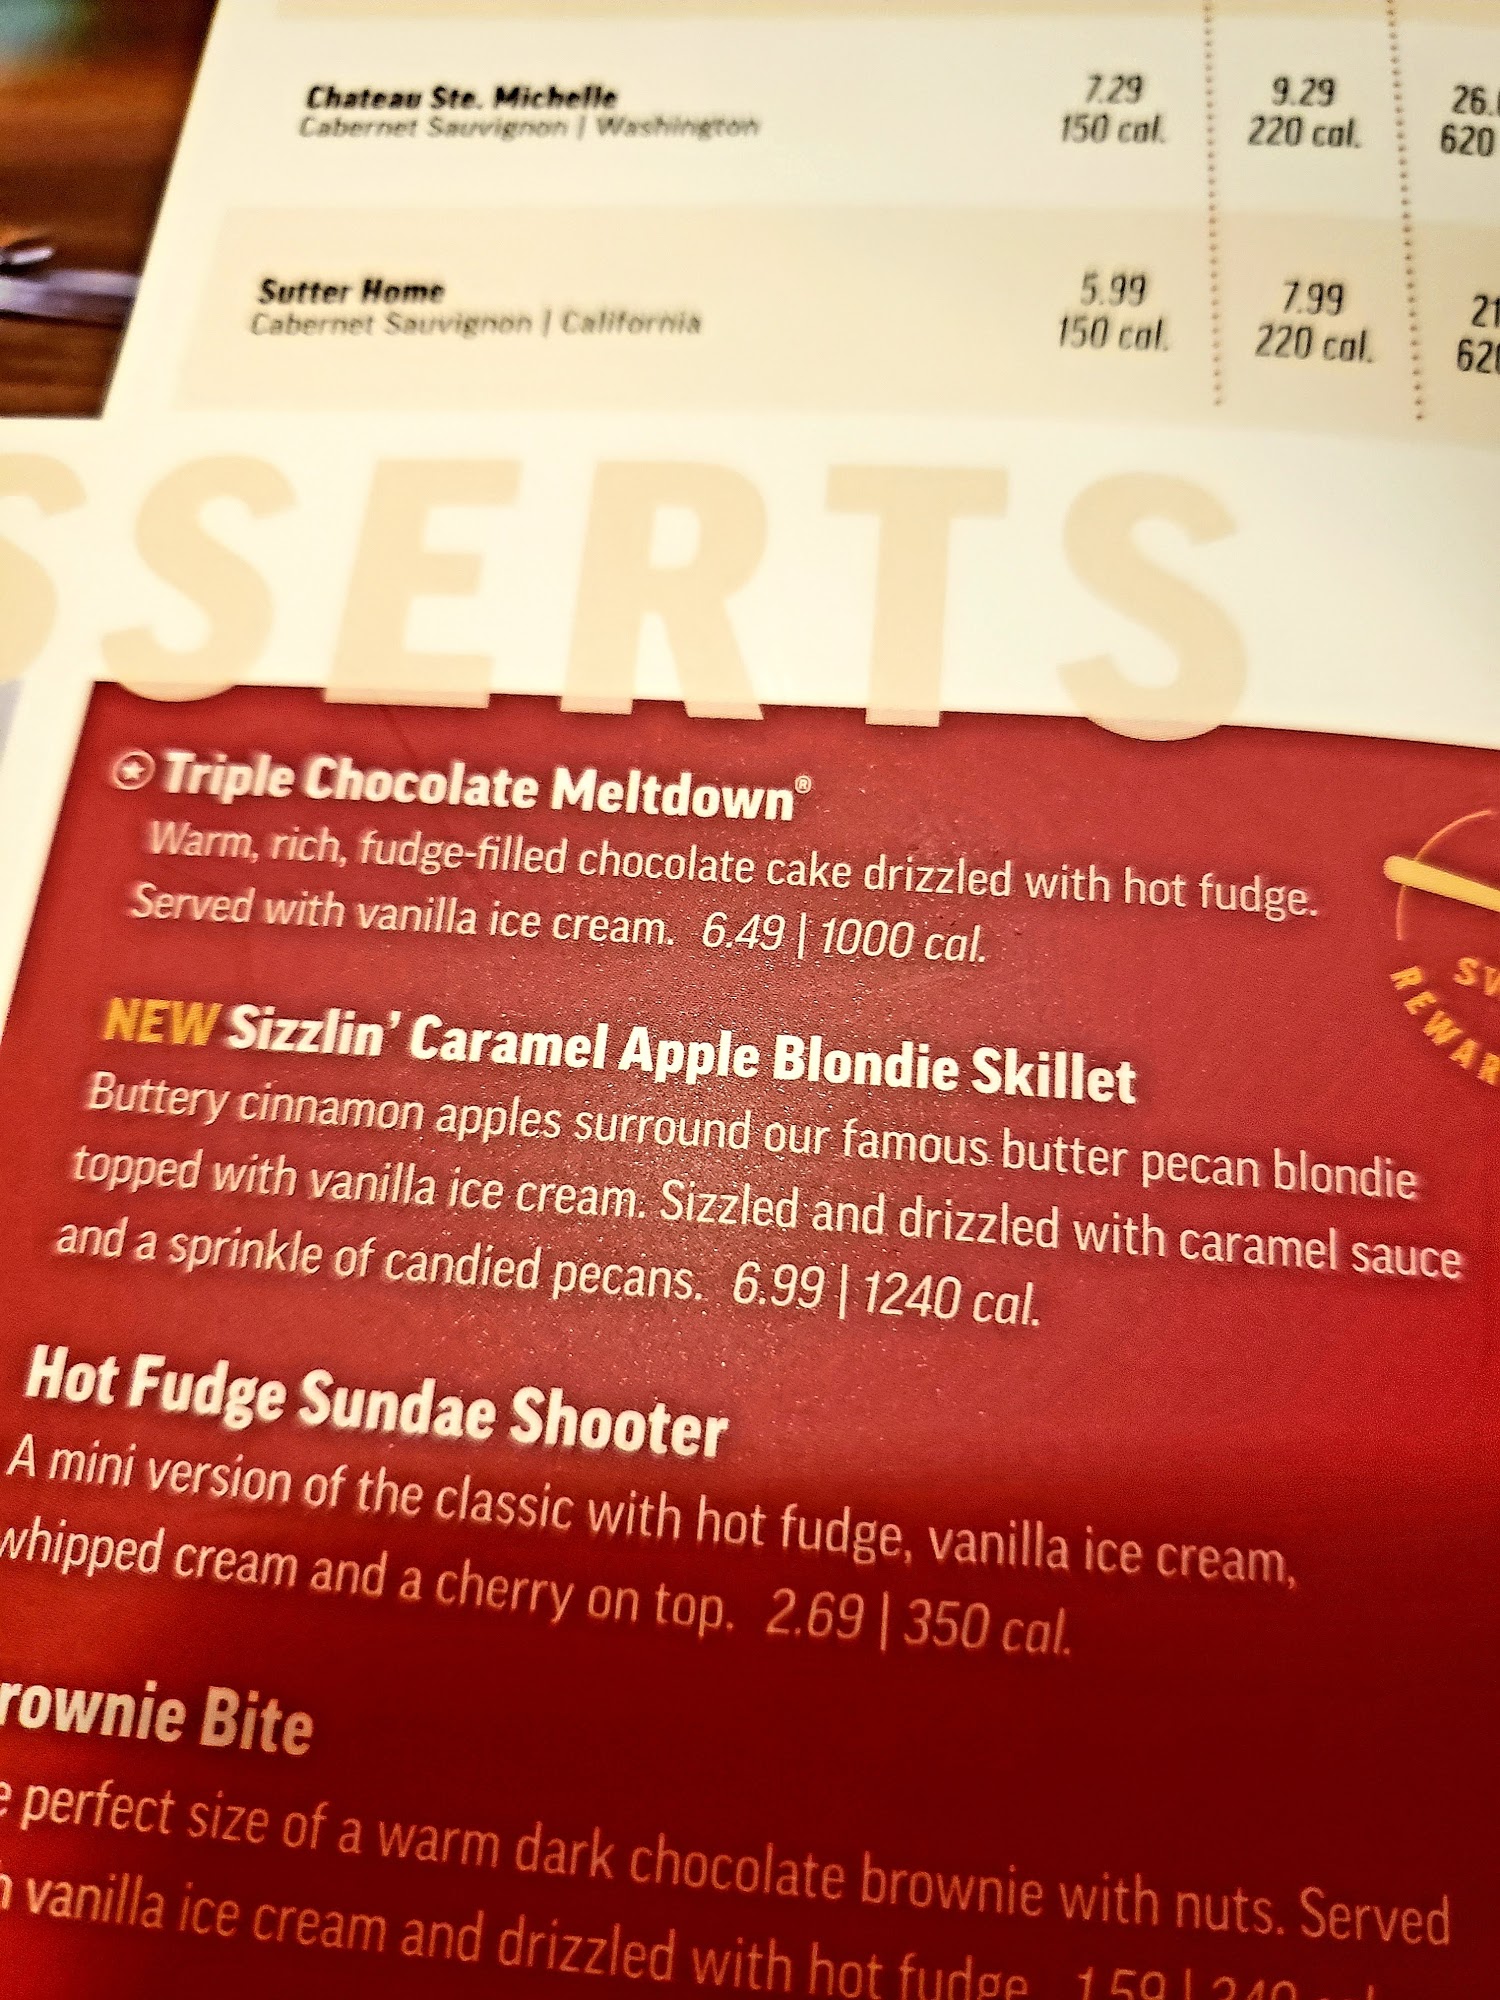 Chateau Ste. Michelle 7.29 9.29
Cabernet Sauvignon | Washington 150 cal. 220 cal. 620
Sutter Home 5.99 7.99 21
Cabernet Sauvignon | California 150 cal. 220 cal.
SSERTS
Triple Chocolate Meltdown®
Warm, rich, fudge-filled chocolate cake drizzled with hot fudge.
Served with vanilla ice cream. 6.49 | 1000 cal.
NEW Sizzlin' Caramel Apple Blondie Skillet
Buttery cinnamon apples surround our famous butter pecan blondie
topped with vanilla ice cream. Sizzled and drizzled with caramel sauce
and a sprinkle of candied pecans. 6.99 | 1240 cal.
SW
REWAR
Hot Fudge Sundae Shooter
A mini version of the classic with hot fudge, vanilla ice cream,
whipped cream and a cherry on top. 2.69 | 350 cal.
rownie Bite
e perfect size of a warm dark chocolate brownie with nuts. Served
h vanilla ice cream and drizzled with hot fudge. 1.59 |